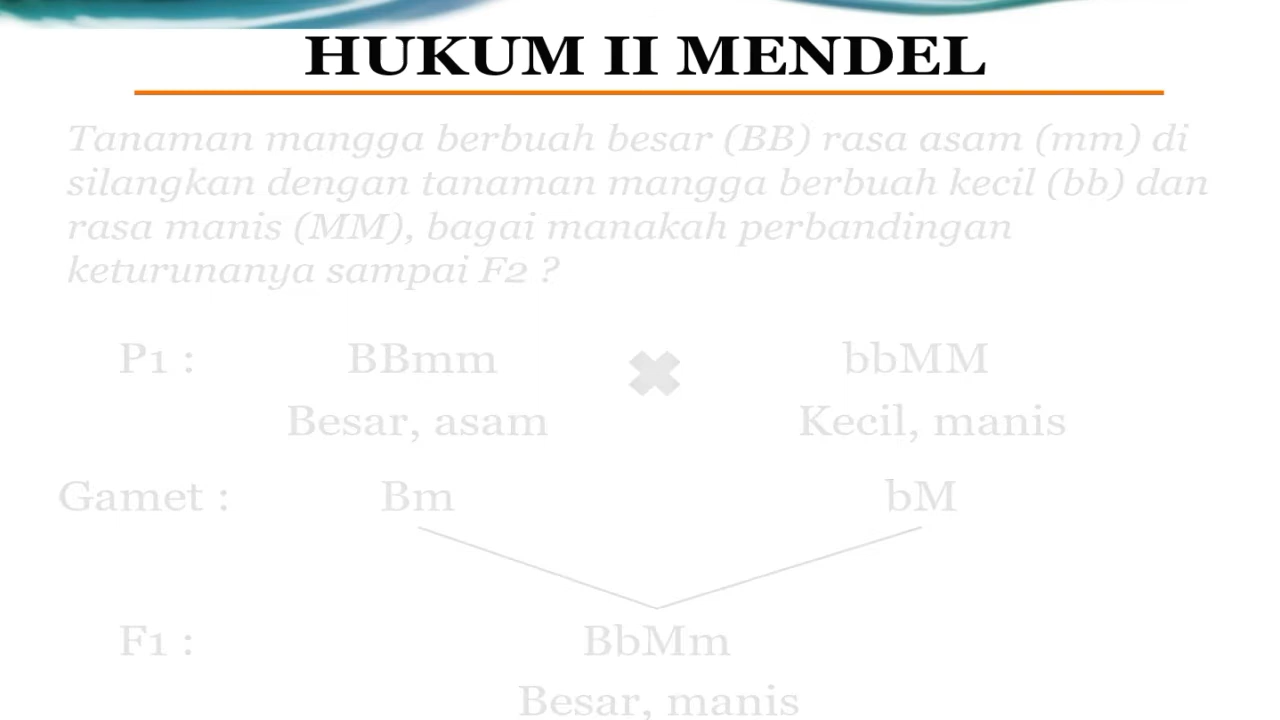 HUKUM II MENDEL
Tanaman mangga berbuah besar (BB) rasa asam (mm) di
silangkan dengan tanaman mangga berbuah kecil (bb) dan
rasa manis (MM), bagai manakah perbandingan
keturunanya sampai F2 ?
P1 : BBmm ✖ bbMM
Besar, asam Kecil, manis
Gamet : Bm bM
F1 : BbMm
Besar, manis